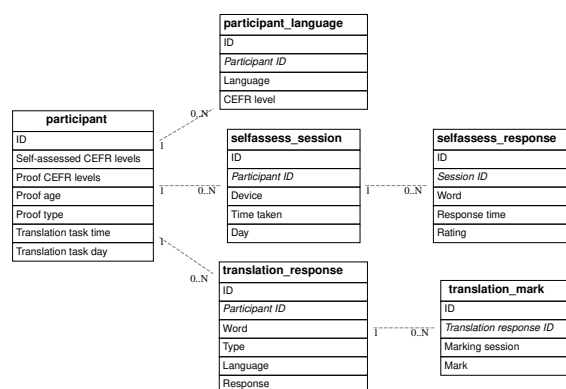 participant_language
ID
Participant ID
Language
CEFR level
0..N
1
participant
ID
Self-assessed CEFR levels
Proof CEFR levels
Proof age
Proof type
Translation task time
Translation task day
1
0..N
selfassess_session
ID
Participant ID
Device
Time taken
Day
1
0..N
selfassess_response
ID
Session ID
Word
Response time
Rating
1
0..N
translation_response
ID
Participant ID
Word
Type
Language
Response
1
0..N
translation_mark
ID
Translation response ID
Marking session
Mark